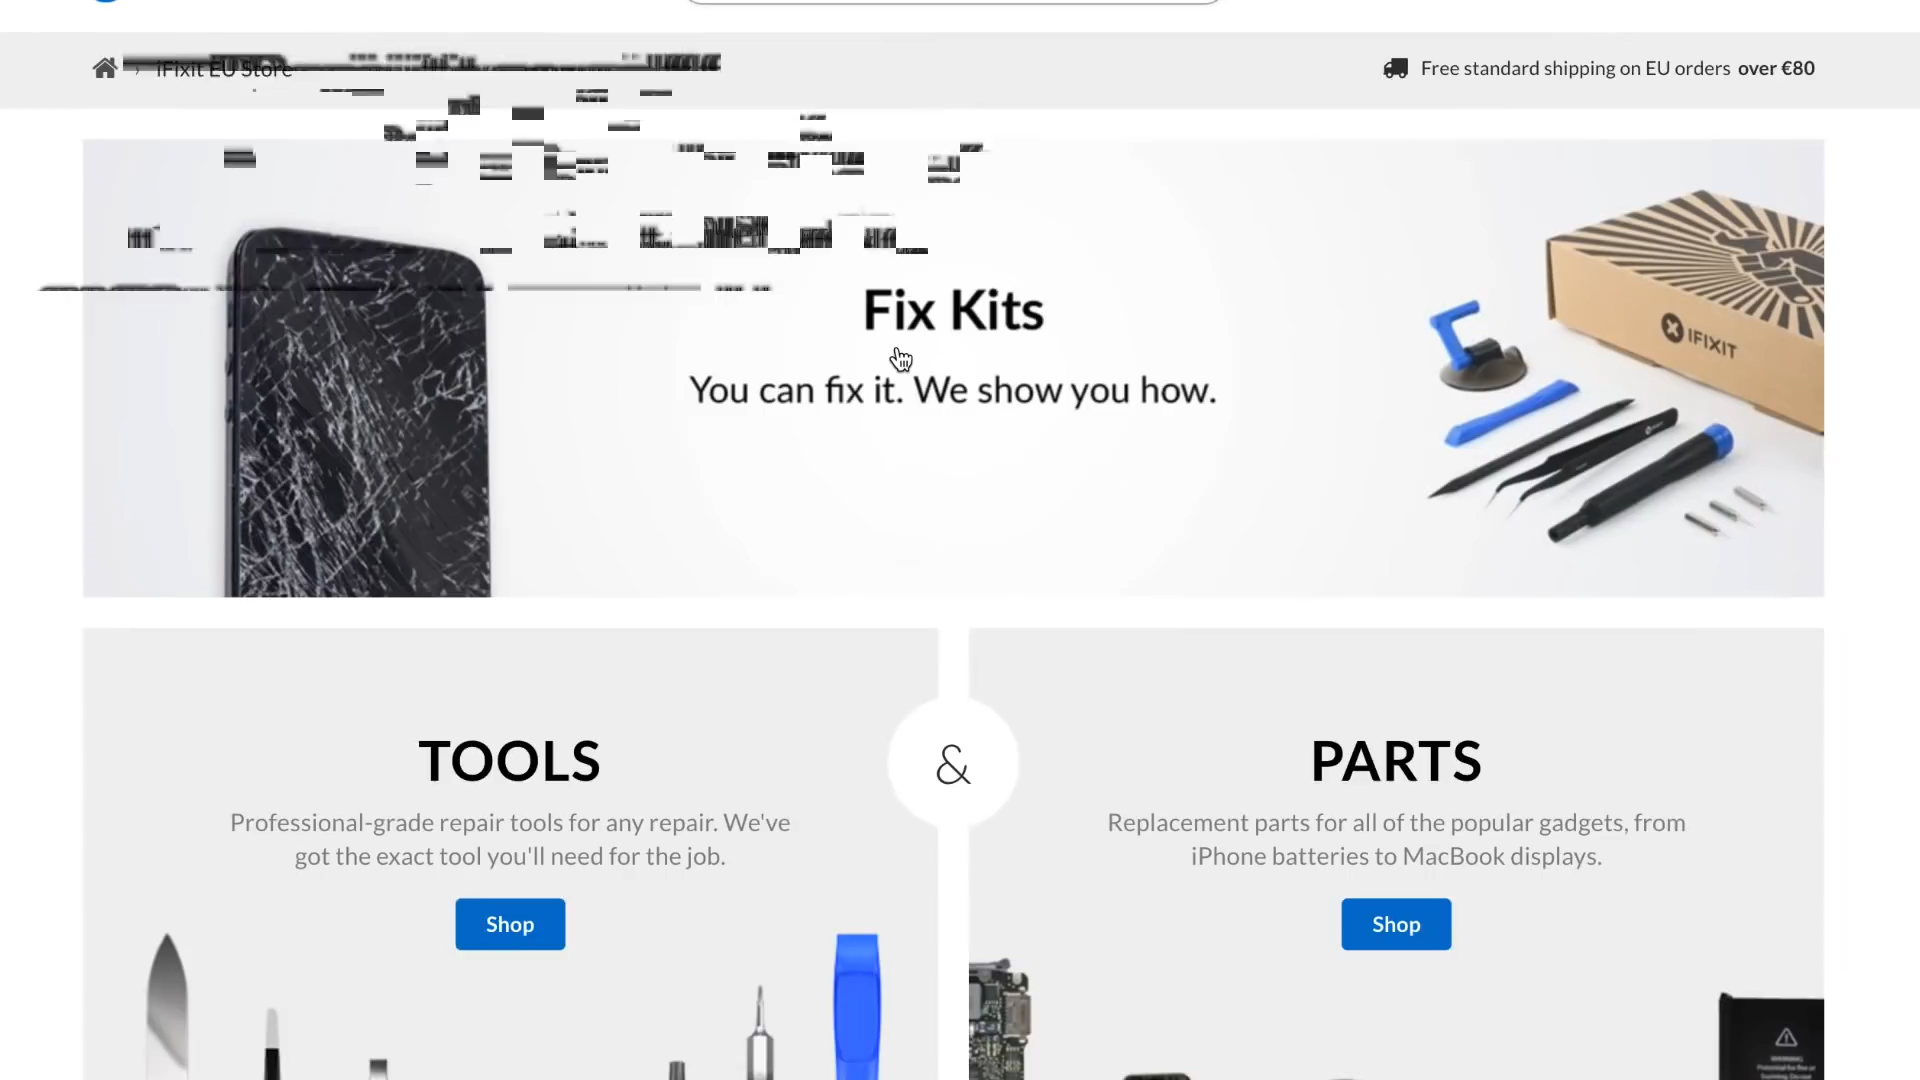 iFixit EU Store
Free standard shipping on EU orders over €80
Fix Kits
You can fix it. We show you how.
IFIXIT
TOOLS
&
PARTS
Professional-grade repair tools for any repair. We've
got the exact tool you'll need for the job.
Replacement parts for all of the popular gadgets, from
iPhone batteries to MacBook displays.
Shop
Shop
WARNING